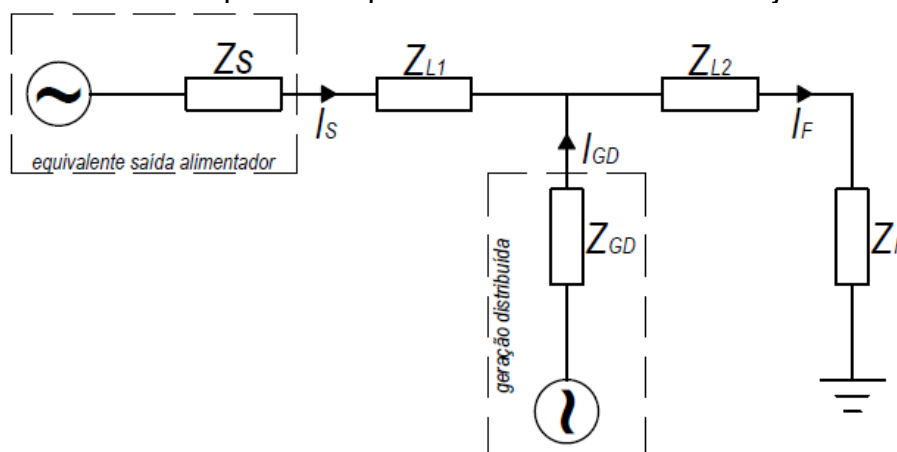 ZS
ZL1
ZL2
IS
IGD
IF
equivalente saída alimentador
ZGD
geração distribuída